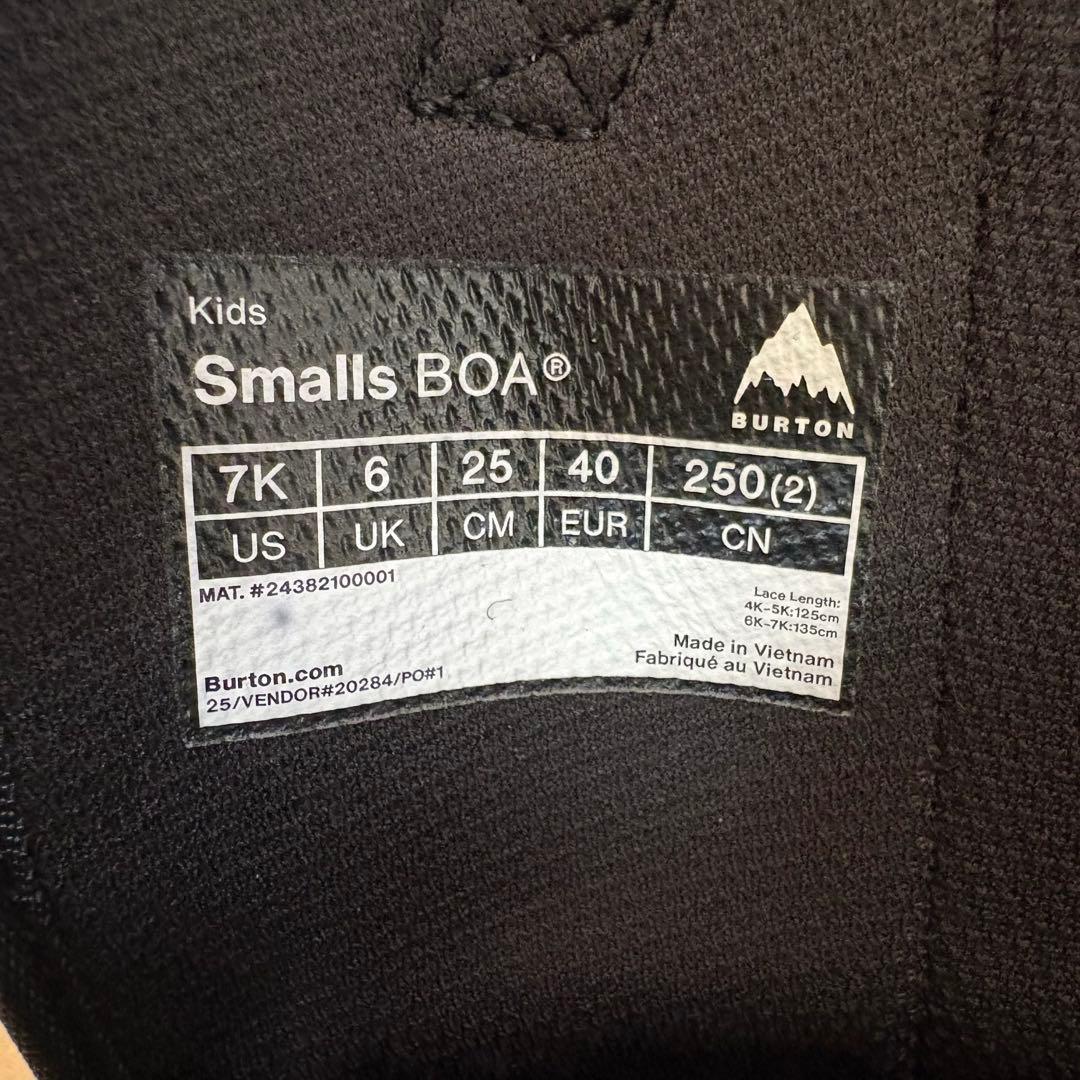 Kids
Smalls BOA®
BURTON
7K 6 25 40 250(2)
US UK CM EUR CN
MAT. #24382100001
Lace Length:
4K-5K:125cm
6K-7K:135cm
Made in Vietnam
Fabriqué au Vietnam
Burton.com
25/VENDOR#20284/PO#1